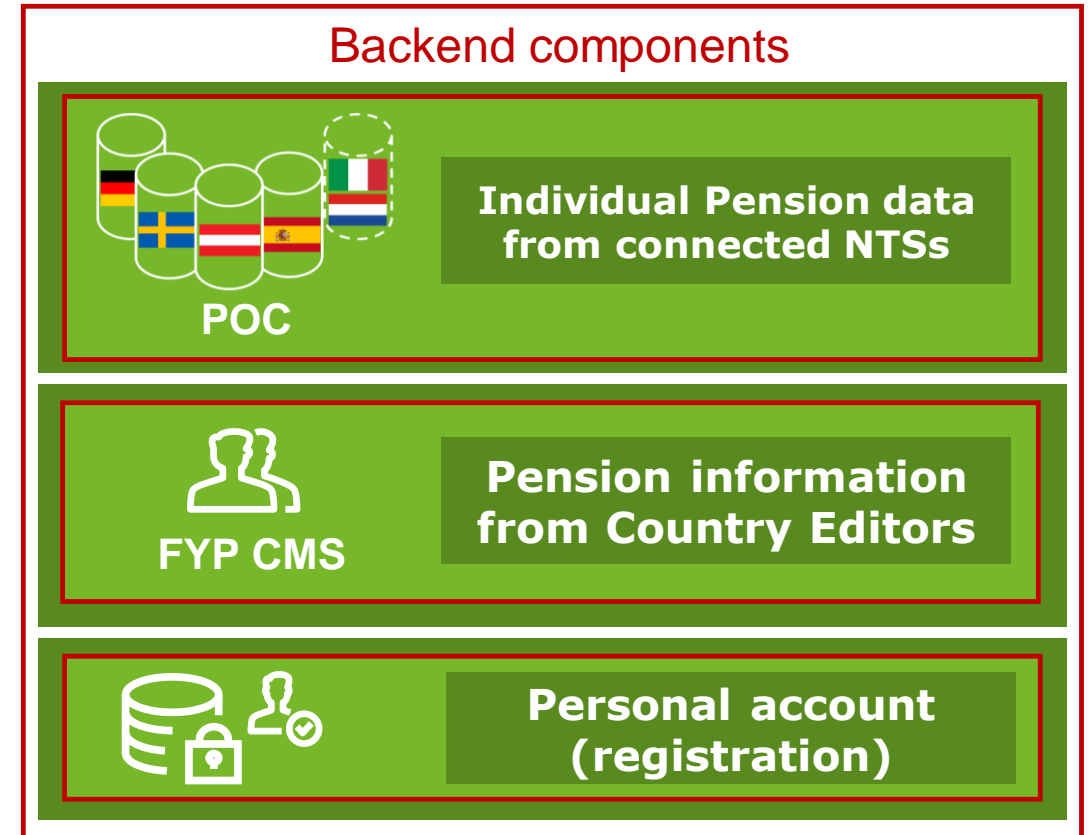 Backend components
Individual Pension data
from connected NTSs
POC
Pension information
from Country Editors
FYP CMS
Personal account
(registration)